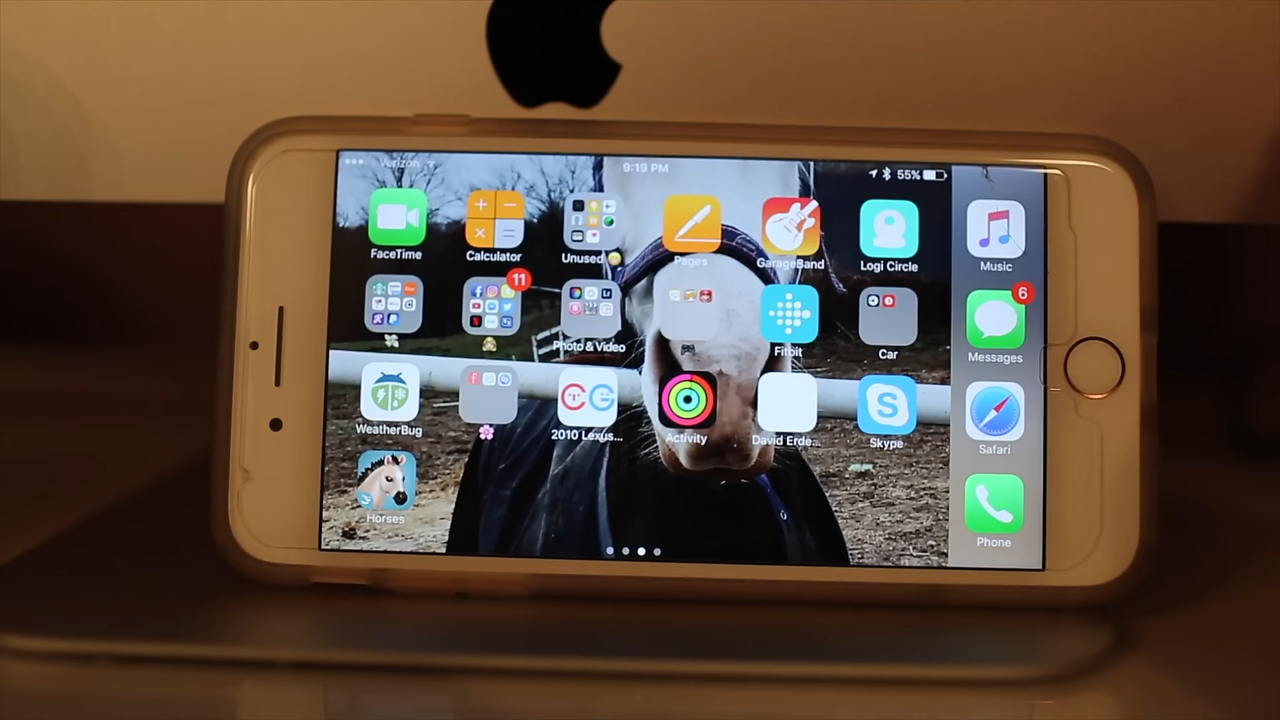 Verizon 9:19 PM 55%
FaceTime Calculator Unused Pages GarageBand Logi Circle Music
11 6
Photo & Video Fitbit Car Messages
WeatherBug 2010 Lexus... Activity David Erde... Skype Safari
Horses Phone